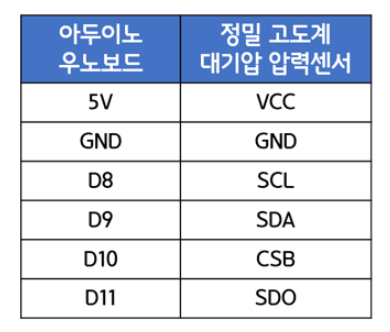 아두이노 우노보드 정밀 고도계 대기압 압력센서
5V VCC
GND GND
D8 SCL
D9 SDA
D10 CSB
D11 SDO